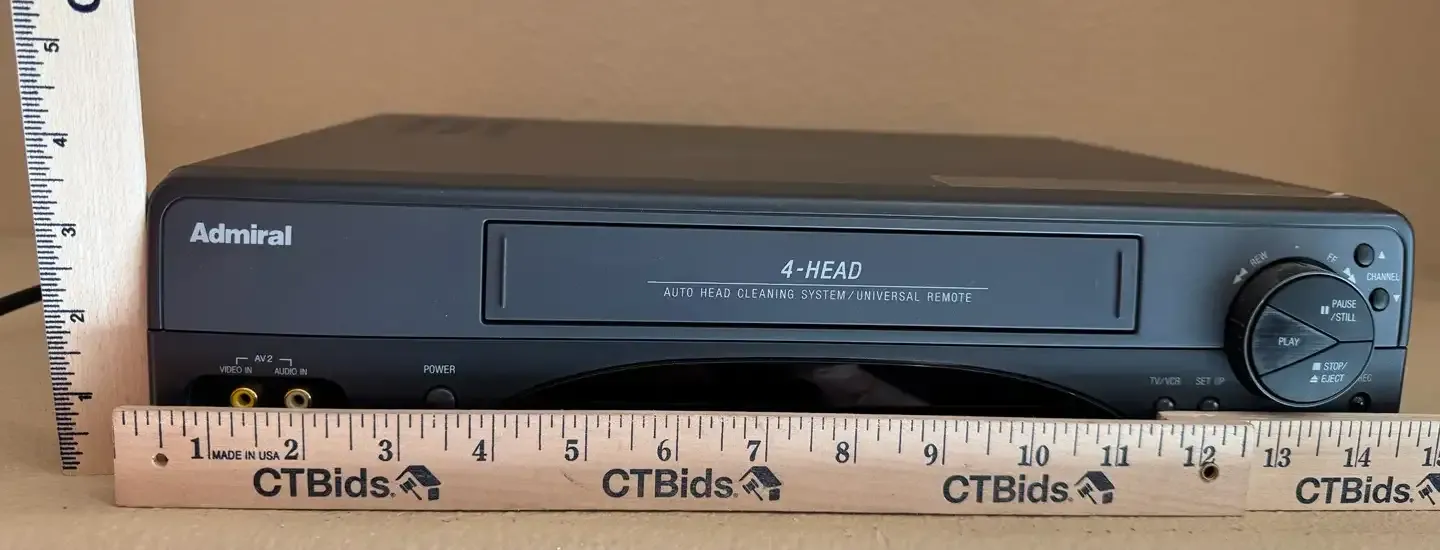 5
4
3
2
1
Admiral
4-HEAD
AUTO HEAD CLEANING SYSTEM/UNIVERSAL REMOTE
REW
FF
CHANNEL
PAUSE
/STILL
PLAY
STOP/
EJECT
AV2
VIDEO IN
AUDIO IN
POWER
TV/VCR
SET UP
REC
1 MADE IN USA 2 3 4 5 6 7 8 9 10 11 12 13 14
CTBids. CTBids. CTBids. CTBids.